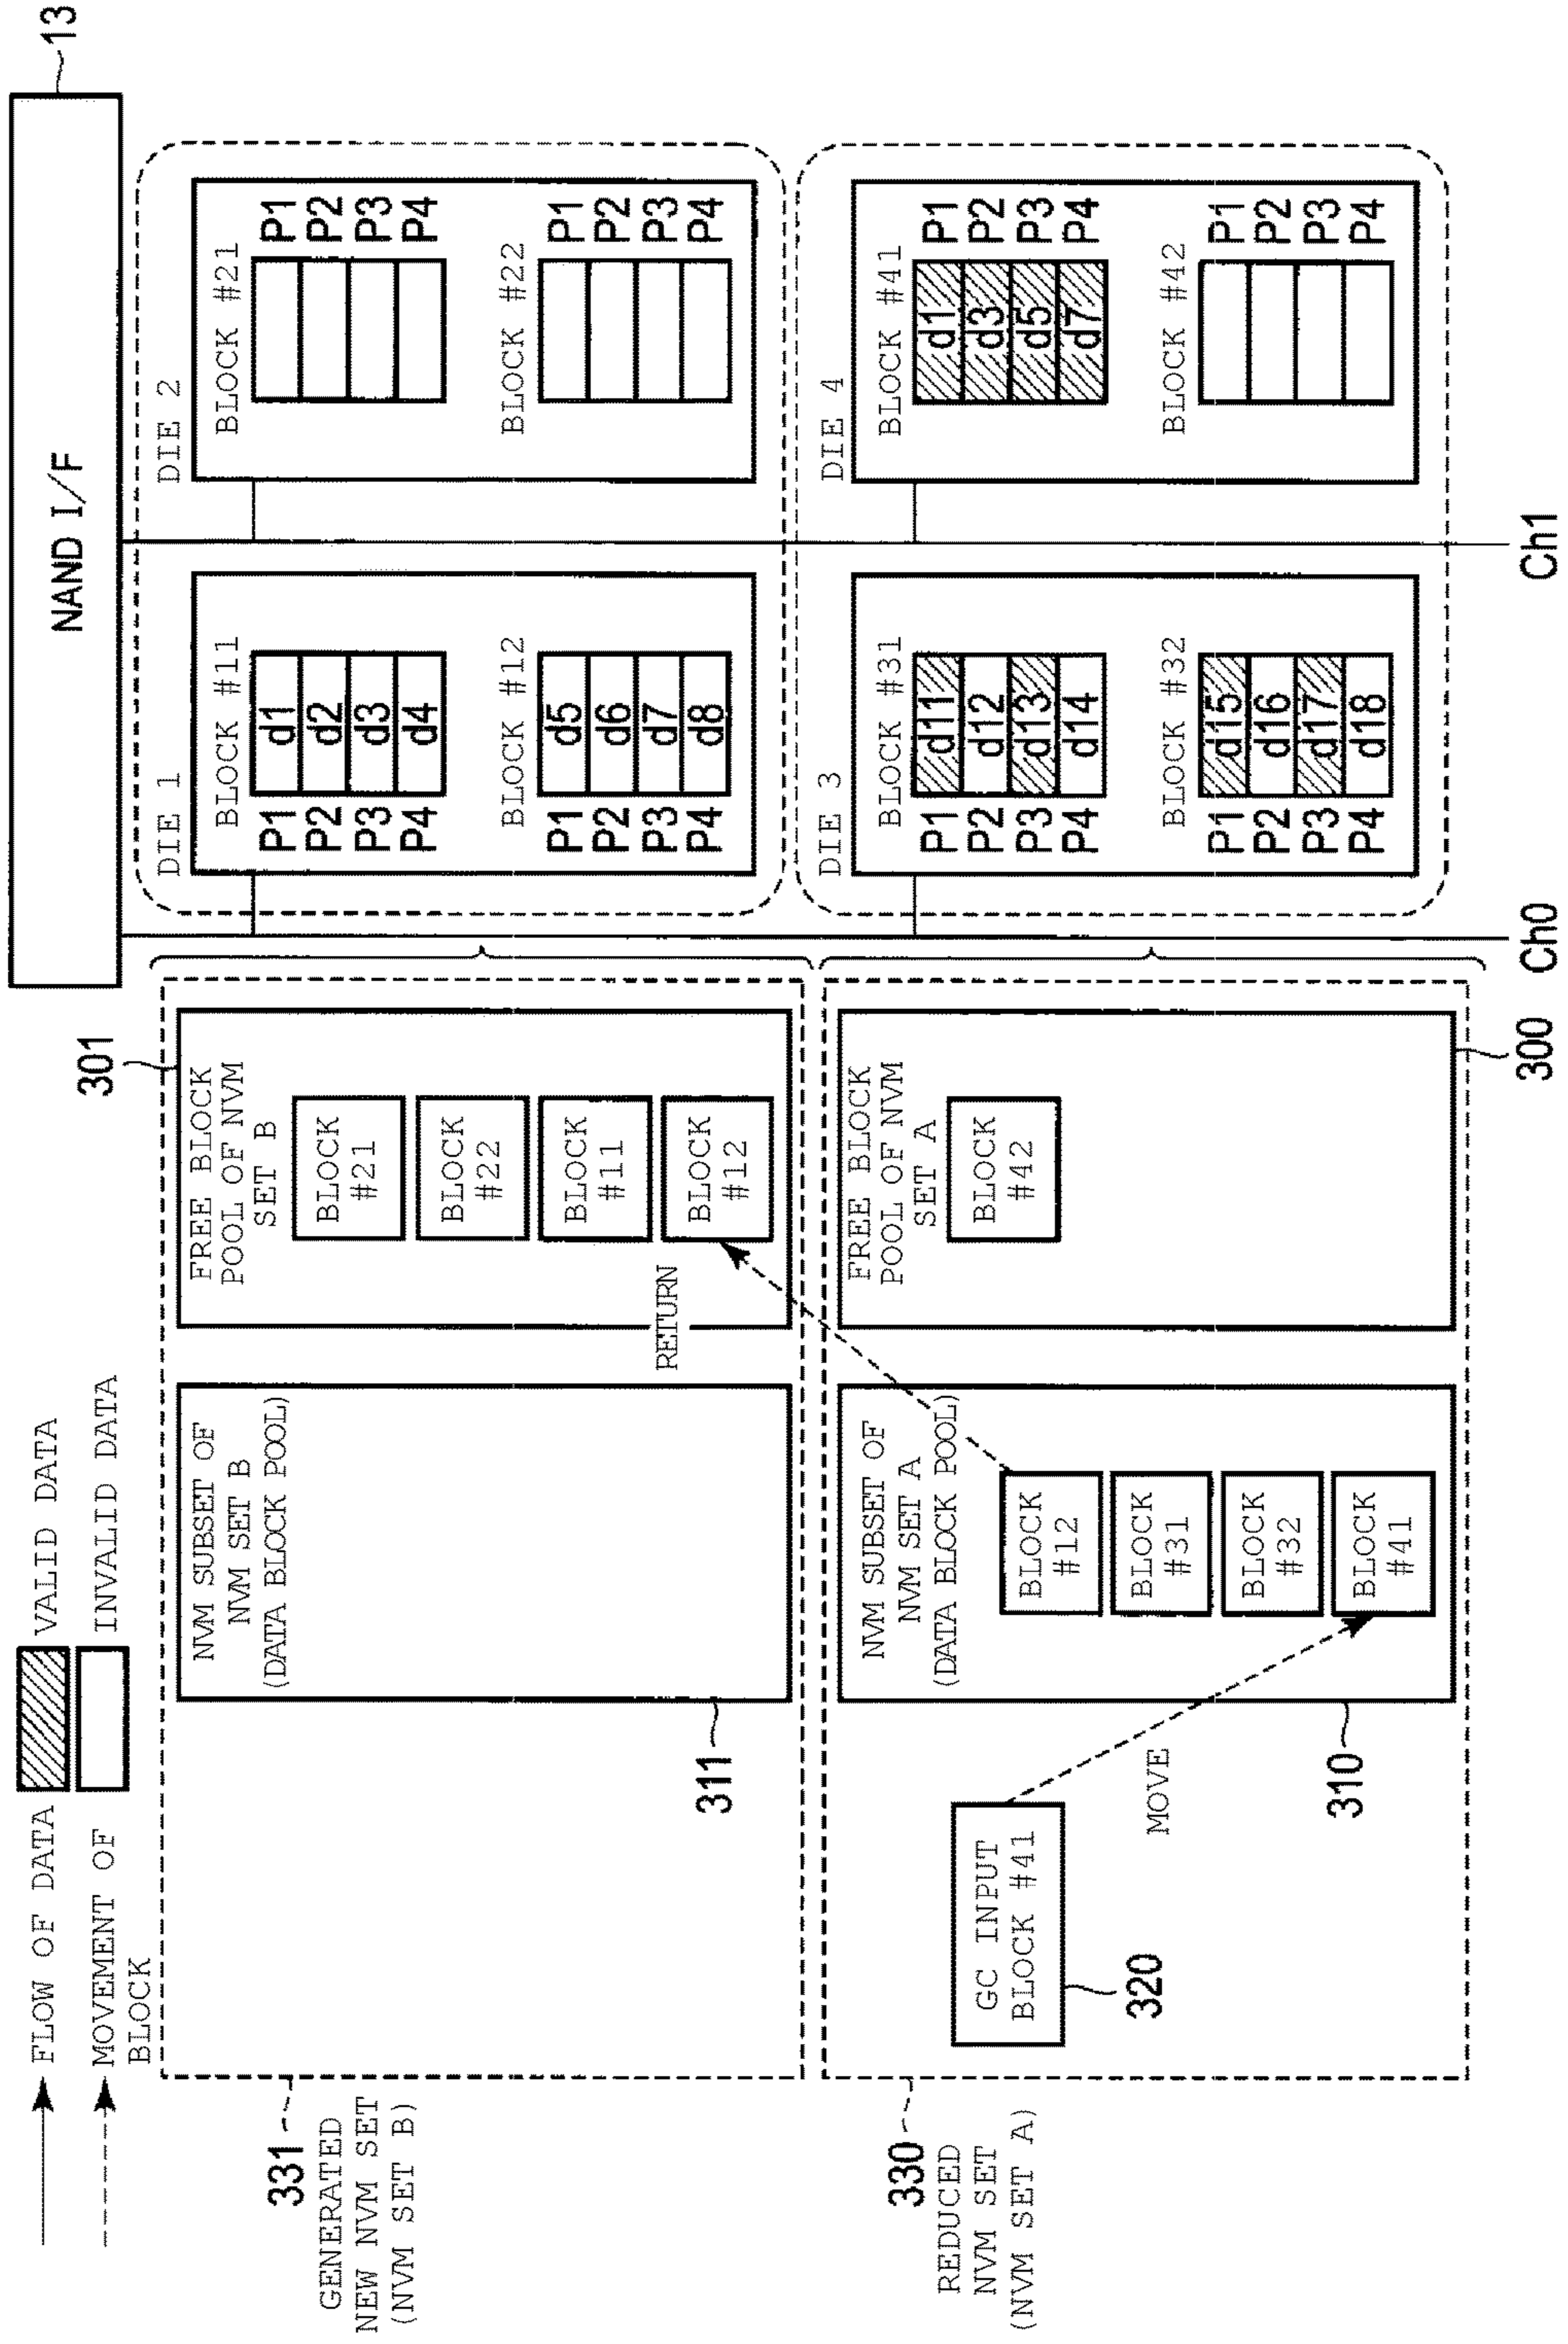 FLOW OF DATA
MOVEMENT OF
BLOCK
VALID DATA
INVALID DATA
NAND I/F
13
331
GENERATED
NEW NVM SET
(NVM SET B)
311
NVM SUBSET OF
NVM SET B
(DATA BLOCK POOL)
301
FREE BLOCK
POOL OF NVM
SET B
BLOCK
#21
BLOCK
#22
BLOCK
#11
BLOCK
#12
RETURN
DIE 1
BLOCK #11
P1 d1
P2 d2
P3 d3
P4 d4
BLOCK #12
P1 d5
P2 d6
P3 d7
P4 d8
DIE 2
BLOCK #21
P1
P2
P3
P4
BLOCK #22
P1
P2
P3
P4
330
REDUCED
NVM SET
(NVM SET A)
GC INPUT
BLOCK #41
320
MOVE
310
NVM SUBSET OF
NVM SET A
(DATA BLOCK POOL)
BLOCK
#12
BLOCK
#31
BLOCK
#32
BLOCK
#41
FREE BLOCK
POOL OF NVM
SET A
BLOCK
#42
300
DIE 3
BLOCK #31
P1 d11
P2 d12
P3 d13
P4 d14
BLOCK #32
P1 d15
P2 d16
P3 d17
P4 d18
DIE 4
BLOCK #41
d1 P1
d3 P2
d5 P3
d7 P4
BLOCK #42
P1
P2
P3
P4
Ch0
Ch1